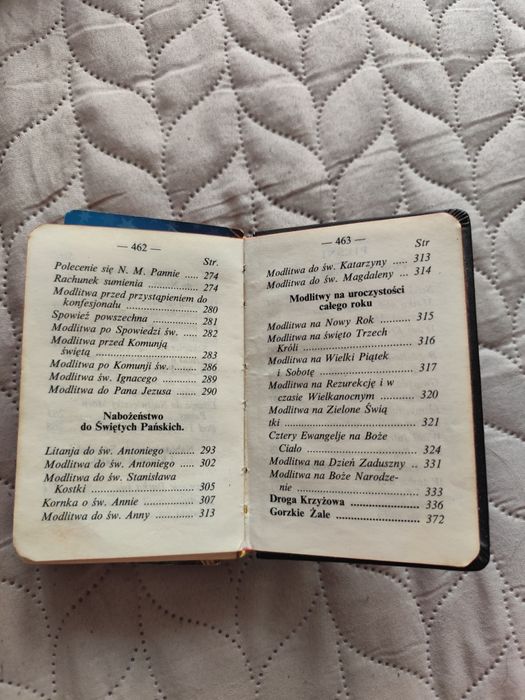 — 462 —
Str.
Polecenie się N. M. Pannie ..... 274
Rachunek sumienia ............... 274
Modlitwa przed przystąpieniem do
konfesjonału ........................ 280
Spowiež powszechna .............. 281
Modlitwa po Spowiedzi św. ..... 282
Modlitwa przed Komunją
świętą ................................. 283
Modlitwa po Komunji św. ....... 286
Modlitwa św. Ignacego .......... 289
Modlitwa do Pana Jezusa ....... 290
Nabożeństwo
do Świętych Pańskich.
Litanja do św. Antoniego ........ 293
Modlitwa do św. Antoniego .... 302
Modlitwa do św. Stanisława
Kostki ................................. 305
Kornka o św. Annie ............... 307
Modlitwa do św. Anny ........... 313
— 463 —
Str
Modlitwa do św. Katarzyny .... 313
Modlitwa do św. Magdaleny .. 314
Modlitwy na uroczystości
całego roku
Modlitwa na Nowy Rok ......... 315
Modlitwa na święto Trzech
Króli .................................. 316
Modlitwa na Wielki Piątek
i Sobotę ............................. 317
Modlitwa na Rezurekcję i w
czasie Wielkanocnym .......... 320
Modlitwa na Zielone Świą
tki ...................................... 321
Cztery Ewangelje na Boże
Ciało .................................. 324
Modlitwa na Dzień Zaduszny .. 331
Modlitwa na Boże Narodze-
nie ..................................... 333
Droga Krzyżowa ................... 336
Gorzkie Żale ........................ 372